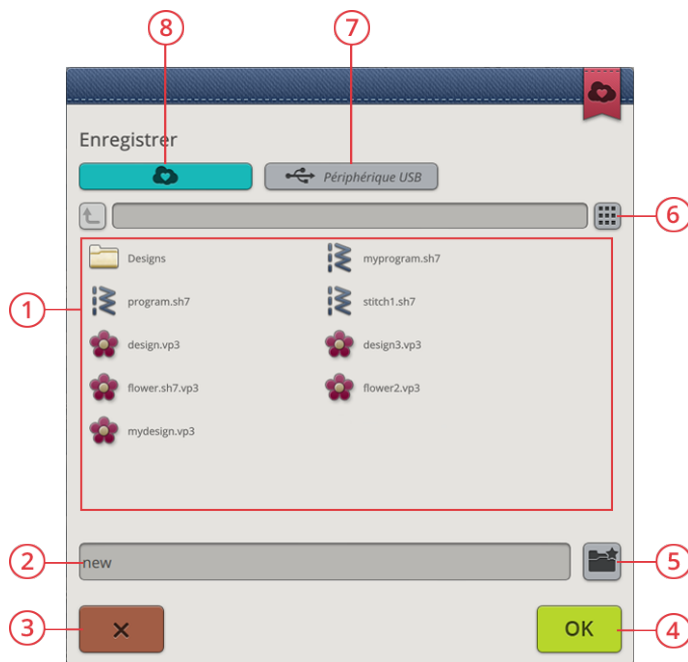 8 7
Enregistrer
Périphérique USB
6
Designs myprogram.sh7
1
program.sh7 stitch1.sh7
design.vp3 design3.vp3
flower.sh7.vp3 flower2.vp3
mydesign.vp3
2 new 5
3 OK 4